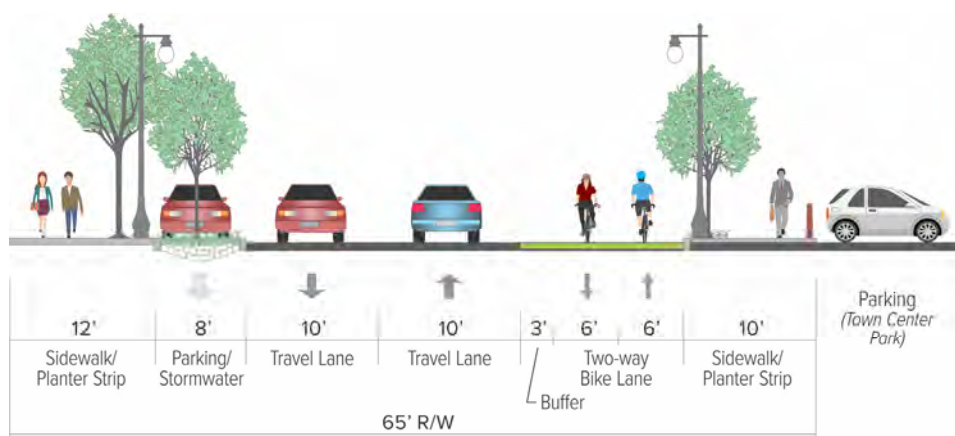 12'
8'
10'
10'
3'
6'
6'
10'
Parking
(Town Center
Park)
Sidewalk/
Planter Strip
Parking/
Stormwater
Travel Lane
Travel Lane
Buffer
Two-way
Bike Lane
Sidewalk/
Planter Strip
65' R/W